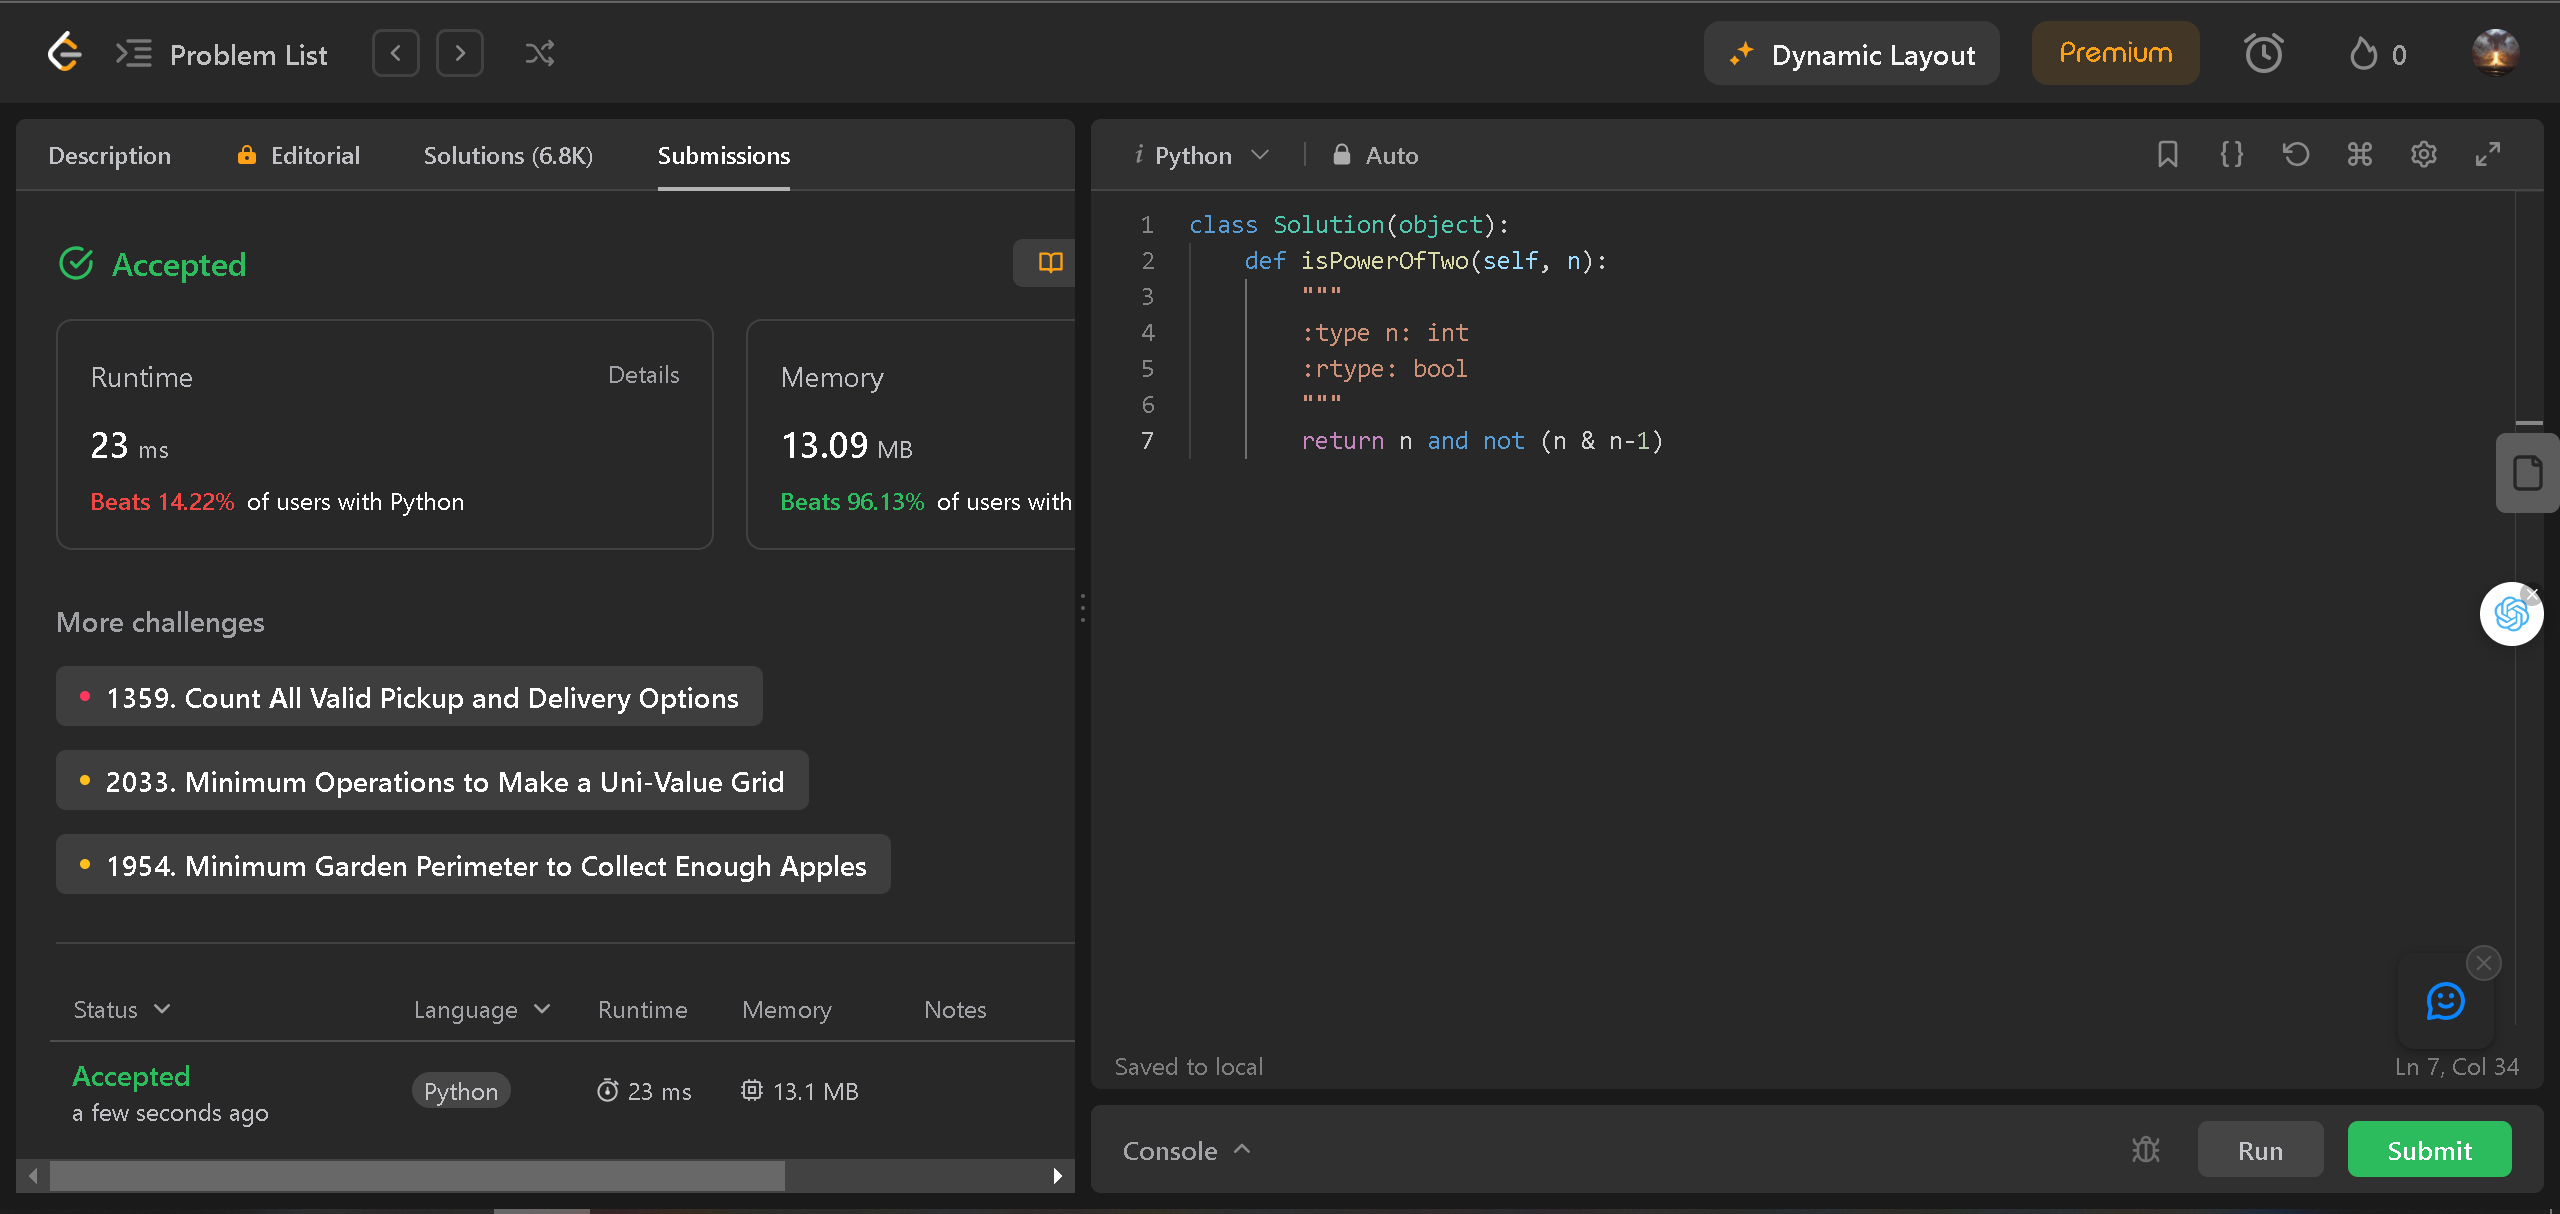 Problem List
Dynamic Layout
Premium
0
Description
Editorial
Solutions (6.8K)
Submissions
Accepted
Runtime
Details
23 ms
Beats 14.22% of users with Python
Memory
13.09 MB
Beats 96.13% of users with
More challenges
1359. Count All Valid Pickup and Delivery Options
2033. Minimum Operations to Make a Uni-Value Grid
1954. Minimum Garden Perimeter to Collect Enough Apples
Status Language Runtime Memory Notes
Accepted
a few seconds ago
Python
23 ms
13.1 MB
i Python
Auto
1 class Solution(object):
2 def isPowerOfTwo(self, n):
3 """
4 :type n: int
5 :rtype: bool
6 """
7 return n and not (n & n-1)
Saved to local
Ln 7, Col 34
Console
Run
Submit